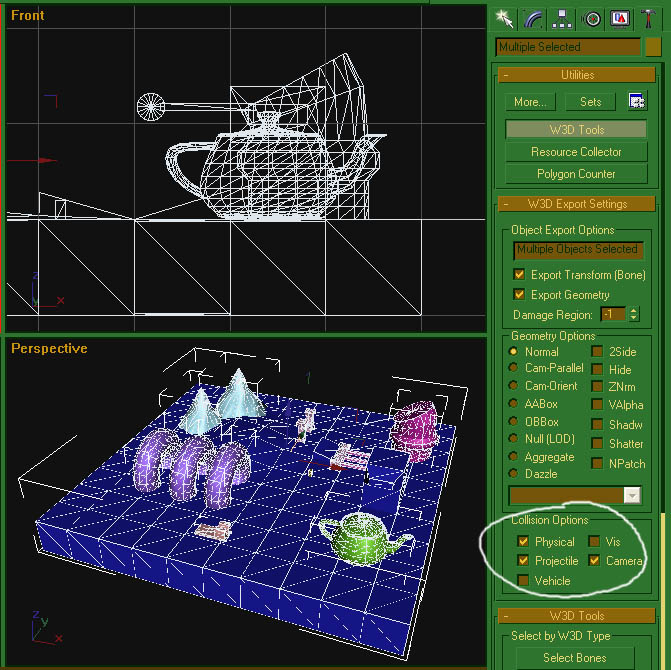 Front
Z
X
Perspective
Z
y
X
Multiple Selected
- Utilities
More... Sets
W3D Tools
Resource Collector
Polygon Counter
- W3D Export Settings
Object Export Options
Multiple Objects Selected
Export Transform (Bone)
Export Geometry
Damage Region: -1
Geometry Options
Normal 2Side
Cam-Parallel Hide
Cam-Orient ZNrm
AABox VAlpha
OBBox Shadw
Null (LOD) Shatter
Aggregate NPatch
Dazzle
Collision Options
Physical Vis
Projectile Camera
Vehicle
- W3D Tools
Select by W3D Type
Select Bones